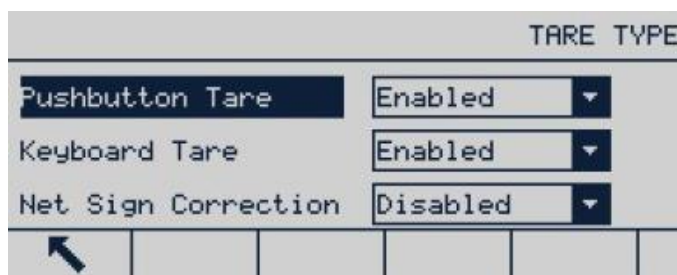 TARE TYPE
Pushbutton Tare Enabled
Keyboard Tare Enabled
Net Sign Correction Disabled